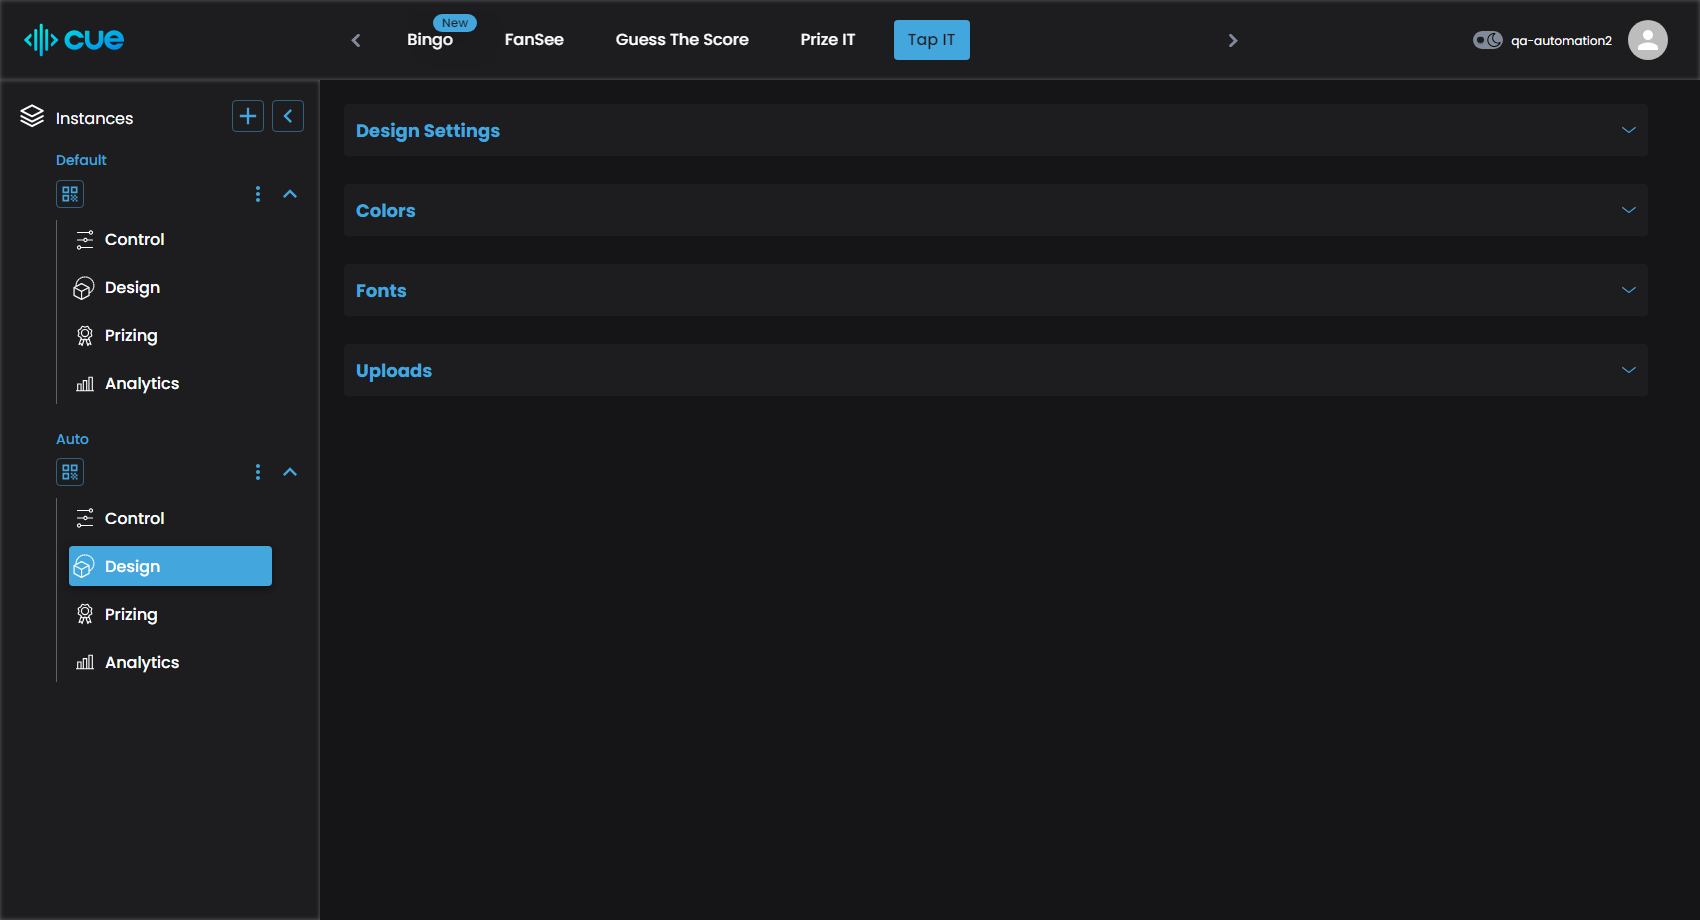 cue
New
Bingo
FanSee
Guess The Score
Prize IT
Tap IT
qa-automation2
Instances
Default
Control
Design
Prizing
Analytics
Auto
Control
Design
Prizing
Analytics
Design Settings
Colors
Fonts
Uploads